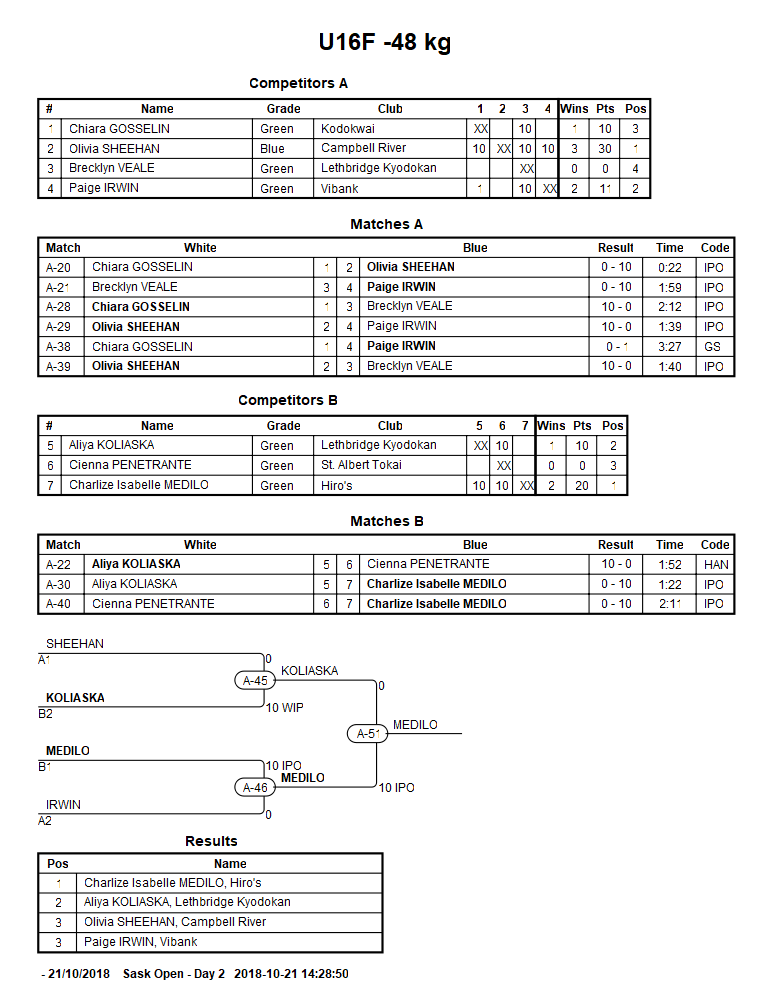 U16F -48 kg
Competitors A
# Name Grade Club 1 2 3 4 Wins Pts Pos
1 Chiara GOSSELIN Green Kodokwai XX 10 1 10 3
2 Olivia SHEEHAN Blue Campbell River 10 XX 10 10 3 30 1
3 Brecklyn VEALE Green Lethbridge Kyodokan XX 0 0 4
4 Paige IRWIN Green Vibank 1 10 XX 2 11 2
Matches A
Match White Blue Result Time Code
A-20 Chiara GOSSELIN 1 2 Olivia SHEEHAN 0 - 10 0:22 IPO
A-21 Brecklyn VEALE 3 4 Paige IRWIN 0 - 10 1:59 IPO
A-28 Chiara GOSSELIN 1 3 Brecklyn VEALE 10 - 0 2:12 IPO
A-29 Olivia SHEEHAN 2 4 Paige IRWIN 10 - 0 1:39 IPO
A-38 Chiara GOSSELIN 1 4 Paige IRWIN 0 - 1 3:27 GS
A-39 Olivia SHEEHAN 2 3 Brecklyn VEALE 10 - 0 1:40 IPO
Competitors B
# Name Grade Club 5 6 7 Wins Pts Pos
5 Aliya KOLIASKA Green Lethbridge Kyodokan XX 10 1 10 2
6 Cienna PENETRANTE Green St. Albert Tokai XX 0 0 3
7 Charlize Isabelle MEDILO Green Hiro's 10 10 XX 2 20 1
Matches B
Match White Blue Result Time Code
A-22 Aliya KOLIASKA 5 6 Cienna PENETRANTE 10 - 0 1:52 HAN
A-30 Aliya KOLIASKA 5 7 Charlize Isabelle MEDILO 0 - 10 1:22 IPO
A-40 Cienna PENETRANTE 6 7 Charlize Isabelle MEDILO 0 - 10 2:11 IPO
SHEEHAN
A1 0
A-45 KOLIASKA
0
KOLIASKA
B2 10 WIP
A-51 MEDILO
MEDILO
B1 10 IPO
A-46 MEDILO
10 IPO
IRWIN
A2 0
Results
Pos Name
1 Charlize Isabelle MEDILO, Hiro's
2 Aliya KOLIASKA, Lethbridge Kyodokan
3 Olivia SHEEHAN, Campbell River
3 Paige IRWIN, Vibank
- 21/10/2018 Sask Open - Day 2 2018-10-21 14:28:50